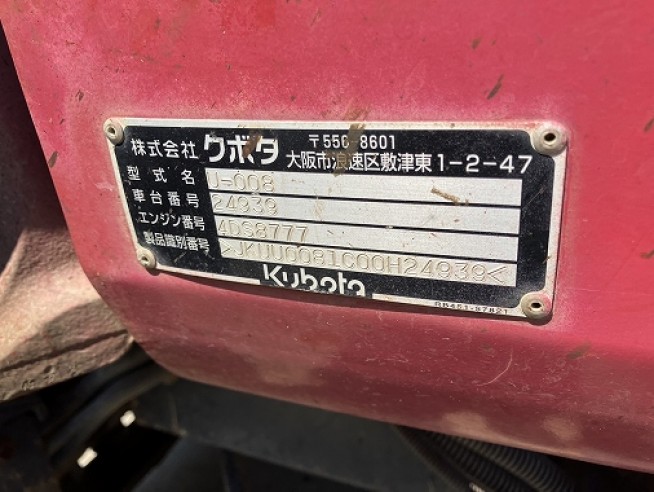 株式会社 クボタ 〒556-8601
大阪市浪速区敷津東1-2-47
型式名 U-008
車台番号 24939
エンジン番号 4DS8777
製品識別番号 >JKUU0081C00H24939<
Kubota
RB451-57821